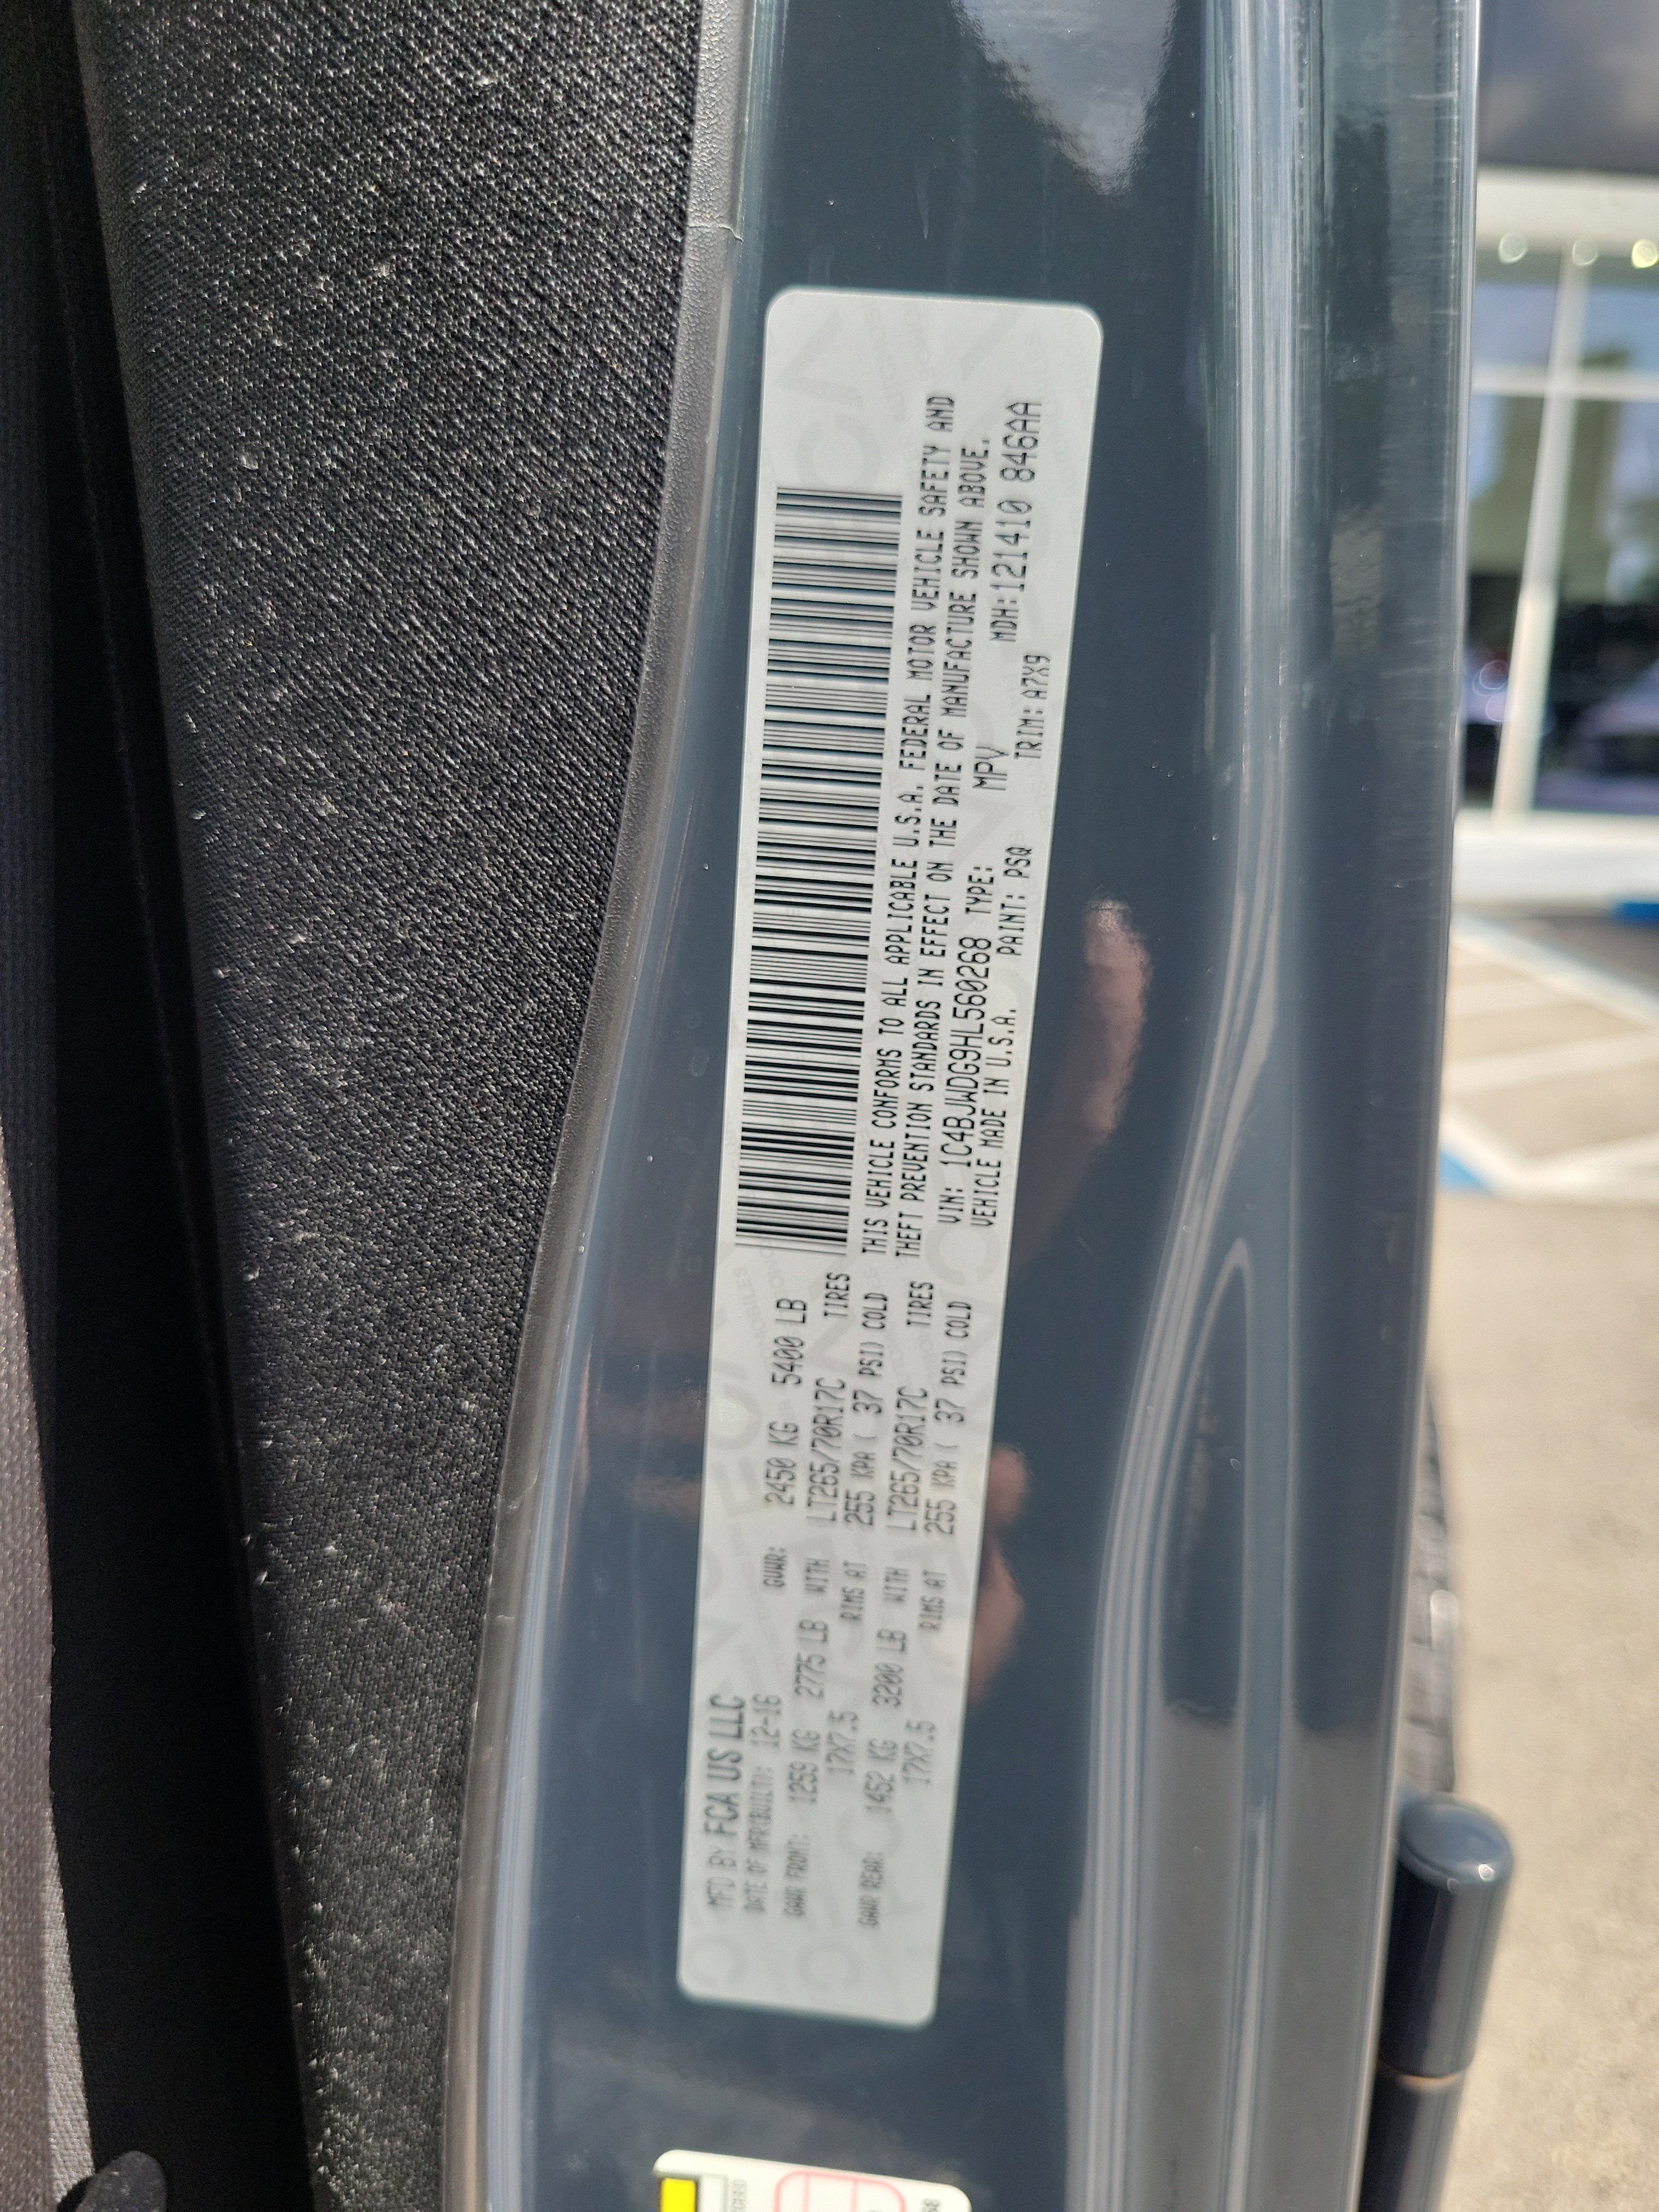 MFD BY FCA US LLC
DATE OF MFR(BUILT): 12-16 GVWR: 2450 KG 5400 LB
GAWR FRONT: 1259 KG 2775 LB WITH LT265/70R17C TIRES
17X7.5 RIMS AT 255 KPA ( 37 PSI) COLD
GAWR REAR: 1452 KG 3200 LB WITH LT265/70R17C TIRES
17X7.5 RIMS AT 255 KPA ( 37 PSI) COLD
THIS VEHICLE CONFORMS TO ALL APPLICABLE U.S.A. FEDERAL MOTOR VEHICLE SAFETY AND
THEFT PREVENTION STANDARDS IN EFFECT ON THE DATE OF MANUFACTURE SHOWN ABOVE.
VIN: 1C4BJWDG9HL560268 TYPE: MPV MDH:121410 846AA
VEHICLE MADE IN U.S.A. PAINT: PSQ TRIM: A7X9